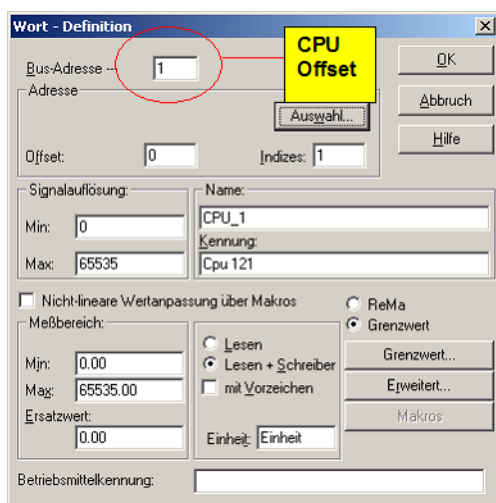 Wort - Definition
Bus-Adresse -- 1
CPU Offset
OK
Adresse
Auswahl...
Abbruch
Hilfe
Offset: 0
Indizes: 1
Signalauflösung:
Min: 0
Max: 65535
Name:
CPU_1
Kennung:
Cpu 121
Nicht-lineare Wertanpassung über Makros
ReMa
Grenzwert
Meßbereich:
Min: 0.00
Max: 65535.00
Ersatzwert:
0.00
Lesen
Lesen + Schreiber
mit Vorzeichen
Einheit: Einheit
Grenzwert...
Erweitert...
Makros
Betriebsmittelkennung: